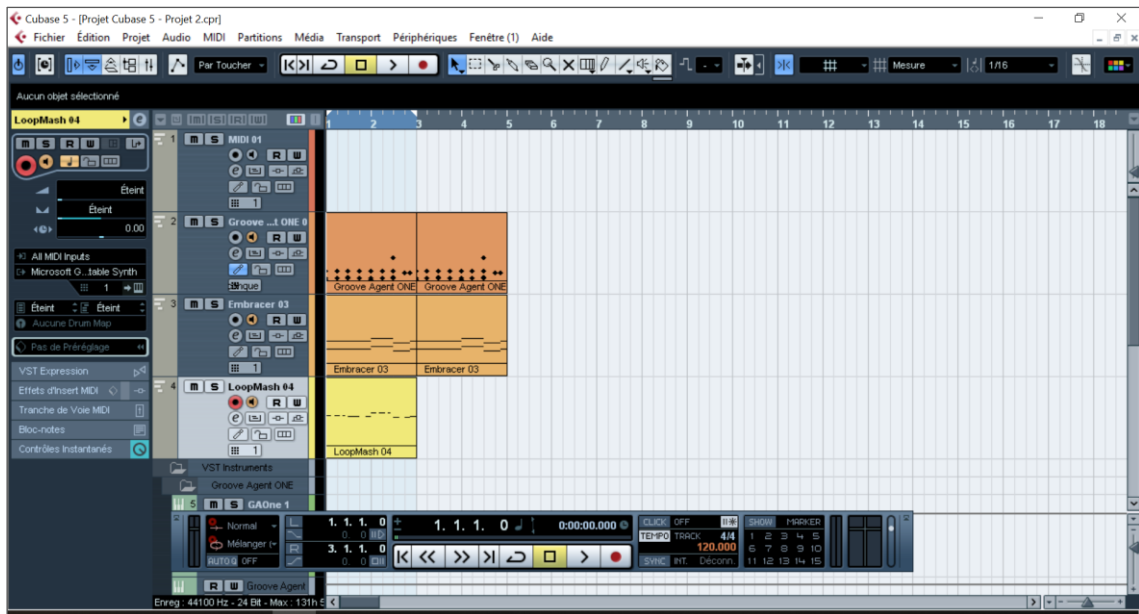 Cubase 5 - [Projet Cubase 5 - Projet 2.cpr]
Fichier Édition Projet Audio MIDI Partitions Média Transport Périphériques Fenêtre (1) Aide
Par Toucher
Mesure
1/16
Aucun objet sélectionné
LoopMash 04
1 2 3 4 5 6 7 8 9 10 11 12 13 14 15 16 17 18
m S R W
Éteint
Éteint
0.00
All MIDI Inputs
Microsoft G...table Synth
1
Éteint Éteint
Aucune Drum Map
Pas de Préréglage
VST Expression
Effets d'Insert MIDI
Tranche de Voie MIDI
Bloc-notes
Contrôles Instantanés
1 m S MIDI 01
R W
1
2 m S Groove ...t ONE 0
R W
Groove Agent ONE Groove Agent ONE
3 m S Embracer 03
R W
1
Embracer 03 Embracer 03
4 m S LoopMash 04
R W
1
LoopMash 04
VST Instruments
Groove Agent ONE
5 m S GAOne 1
Normal
Mélanger (
AUTO Q OFF
L 1. 1. 1. 0
0. 0
R 3. 1. 1. 0
0. 0
1. 1. 1. 0
0:00:00.000
CLICK OFF
TEMPO TRACK 4/4
120.000
SYNC INT. Déconn.
SHOW MARKER
1 2 3 4 5
6 7 8 9 10
11 12 13 14 15
R W Groove Agent
Enreg : 44100 Hz - 24 Bit - Max : 131h 5